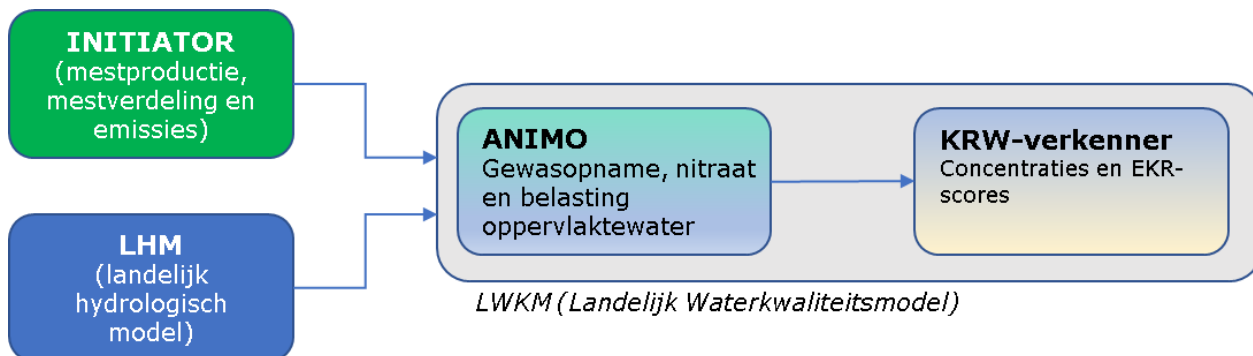 INITIATOR
(mestproductie,
mestverdeling en
emissies)
LHM
(landelijk
hydrologisch
model)
ANIMO
Gewasopname, nitraat
en belasting
oppervlaktewater
KRW-verkenner
Concentraties en EKR-
scores
LWKM (Landelijk Waterkwaliteitsmodel)